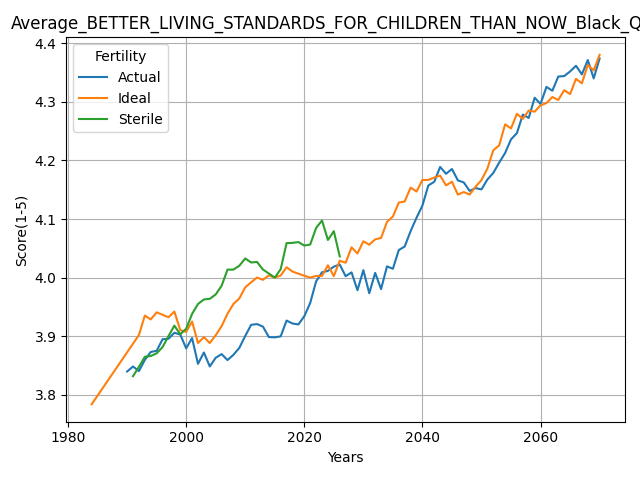 Average_BETTER_LIVING_STANDARDS_FOR_CHILDREN_THAN_NOW_Black_Q
4.4
4.3
4.2
4.1
4.0
3.9
3.8
Score(1-5)
Fertility
Actual
Ideal
Sterile
1980 2000 2020 2040 2060
Years